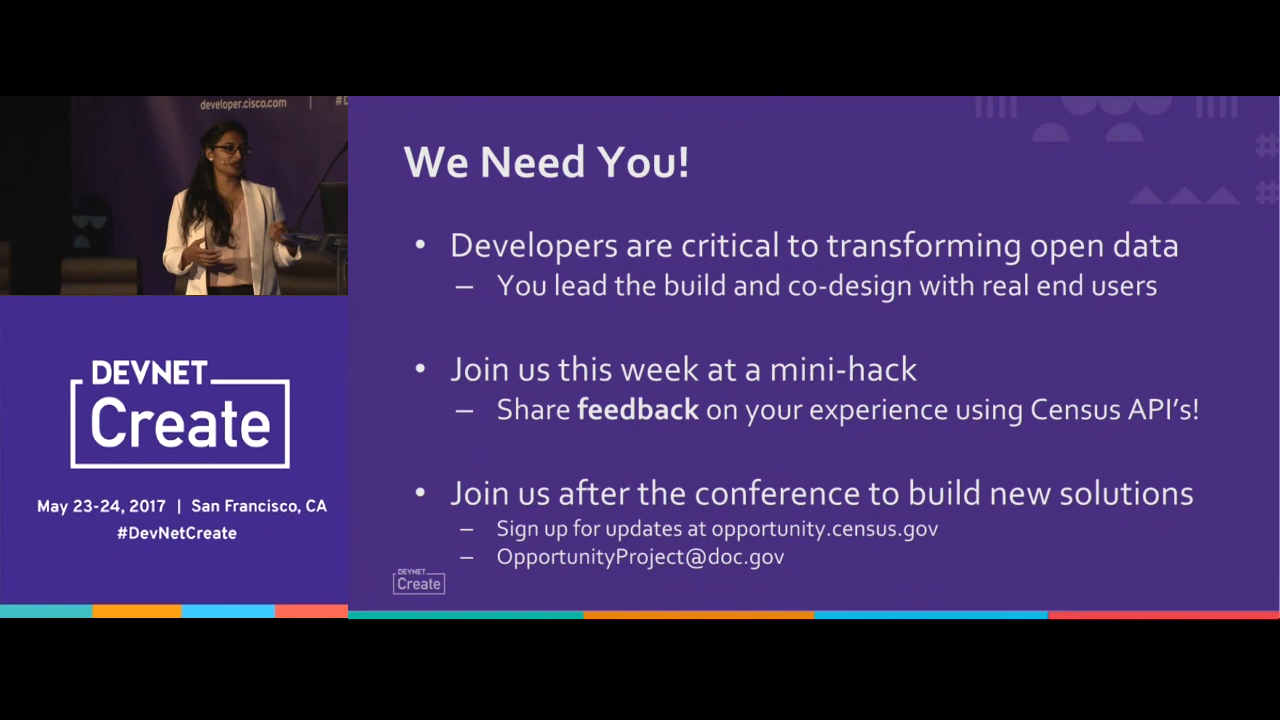 developer.cisco.com | #D
DEVNET
Create
May 23-24, 2017 | San Francisco, CA
#DevNetCreate
We Need You!
• Developers are critical to transforming open data
– You lead the build and co-design with real end users
• Join us this week at a mini-hack
– Share feedback on your experience using Census API's!
• Join us after the conference to build new solutions
– Sign up for updates at opportunity.census.gov
– OpportunityProject@doc.gov
DEVNET
Create